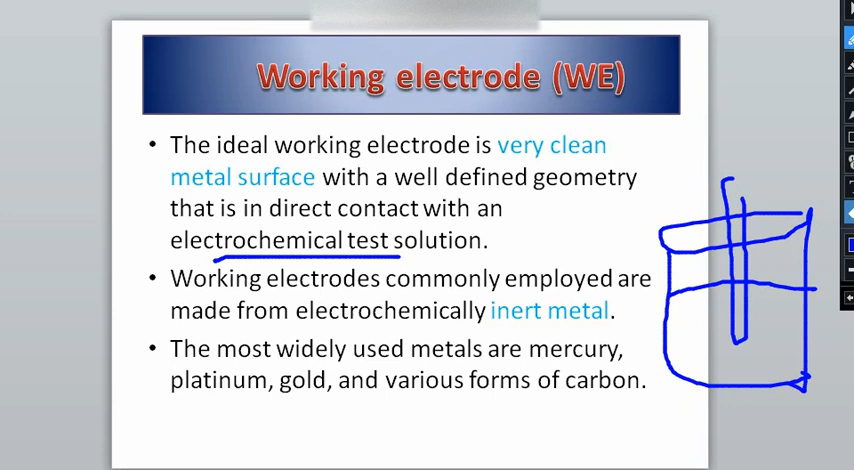 Working electrode (WE)
• The ideal working electrode is very clean
metal surface with a well defined geometry
that is in direct contact with an
electrochemical test solution.
• Working electrodes commonly employed are
made from electrochemically inert metal.
• The most widely used metals are mercury,
platinum, gold, and various forms of carbon.